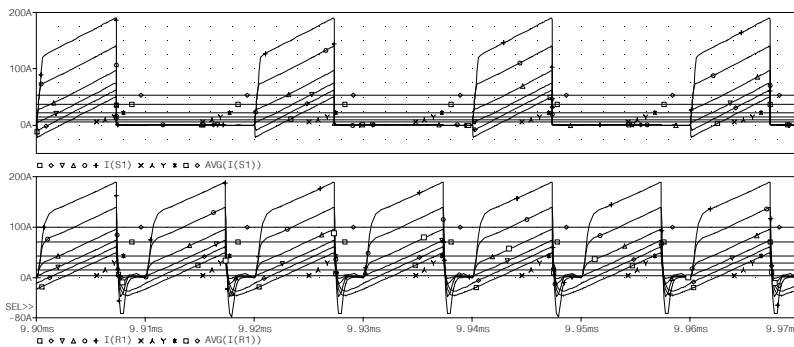 200A
100A
0A
I(S1) AVG(I(S1))
200A
100A
0A
SEL>>
-80A
9.90ms 9.91ms 9.92ms 9.93ms 9.94ms 9.95ms 9.96ms 9.97ms
I(R1) AVG(I(R1))